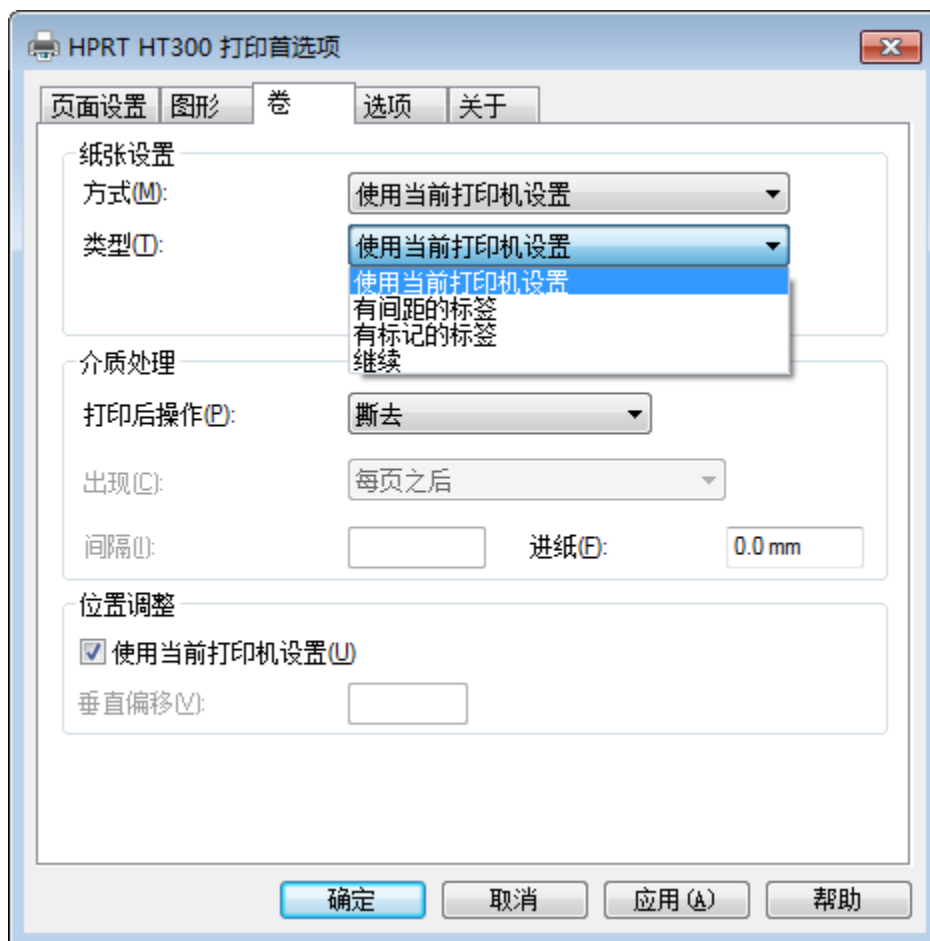 HPRT HT300 打印首选项
页面设置 图形 卷 选项 关于
纸张设置
方式(M): 使用当前打印机设置
类型(T): 使用当前打印机设置
使用当前打印机设置
有间距的标签
有标记的标签
继续
介质处理
打印后操作(P): 撕去
出现(C): 每页之后
间隔(I): 进纸(F): 0.0 mm
位置调整
使用当前打印机设置(U)
垂直偏移(V):
确定 取消 应用(A) 帮助